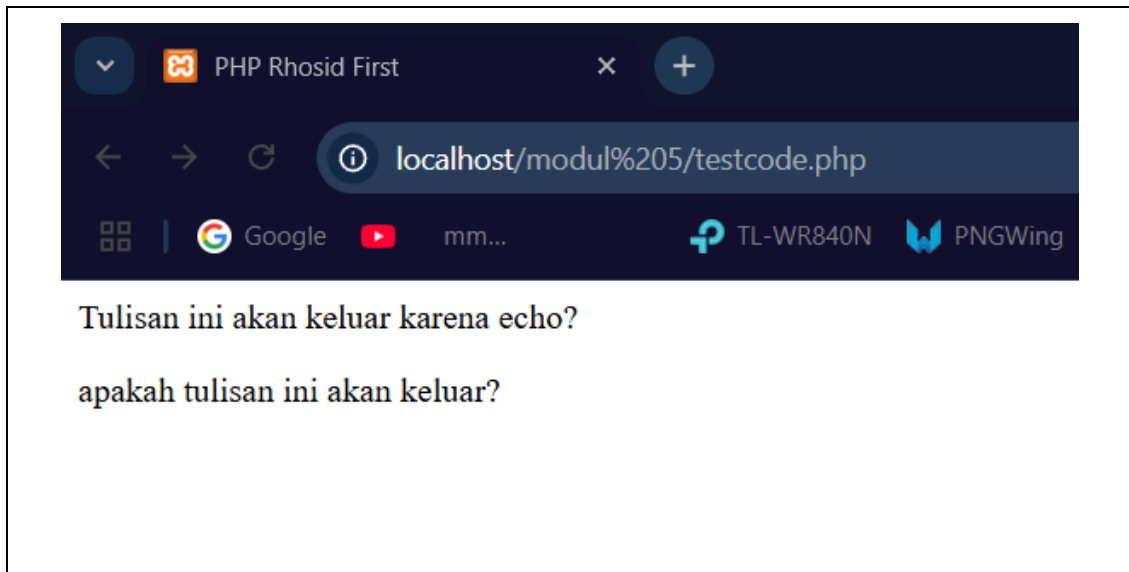 PHP Rhosid First
localhost/modul%205/testcode.php
Google mm... TL-WR840N PNGWing
Tulisan ini akan keluar karena echo?
apakah tulisan ini akan keluar?